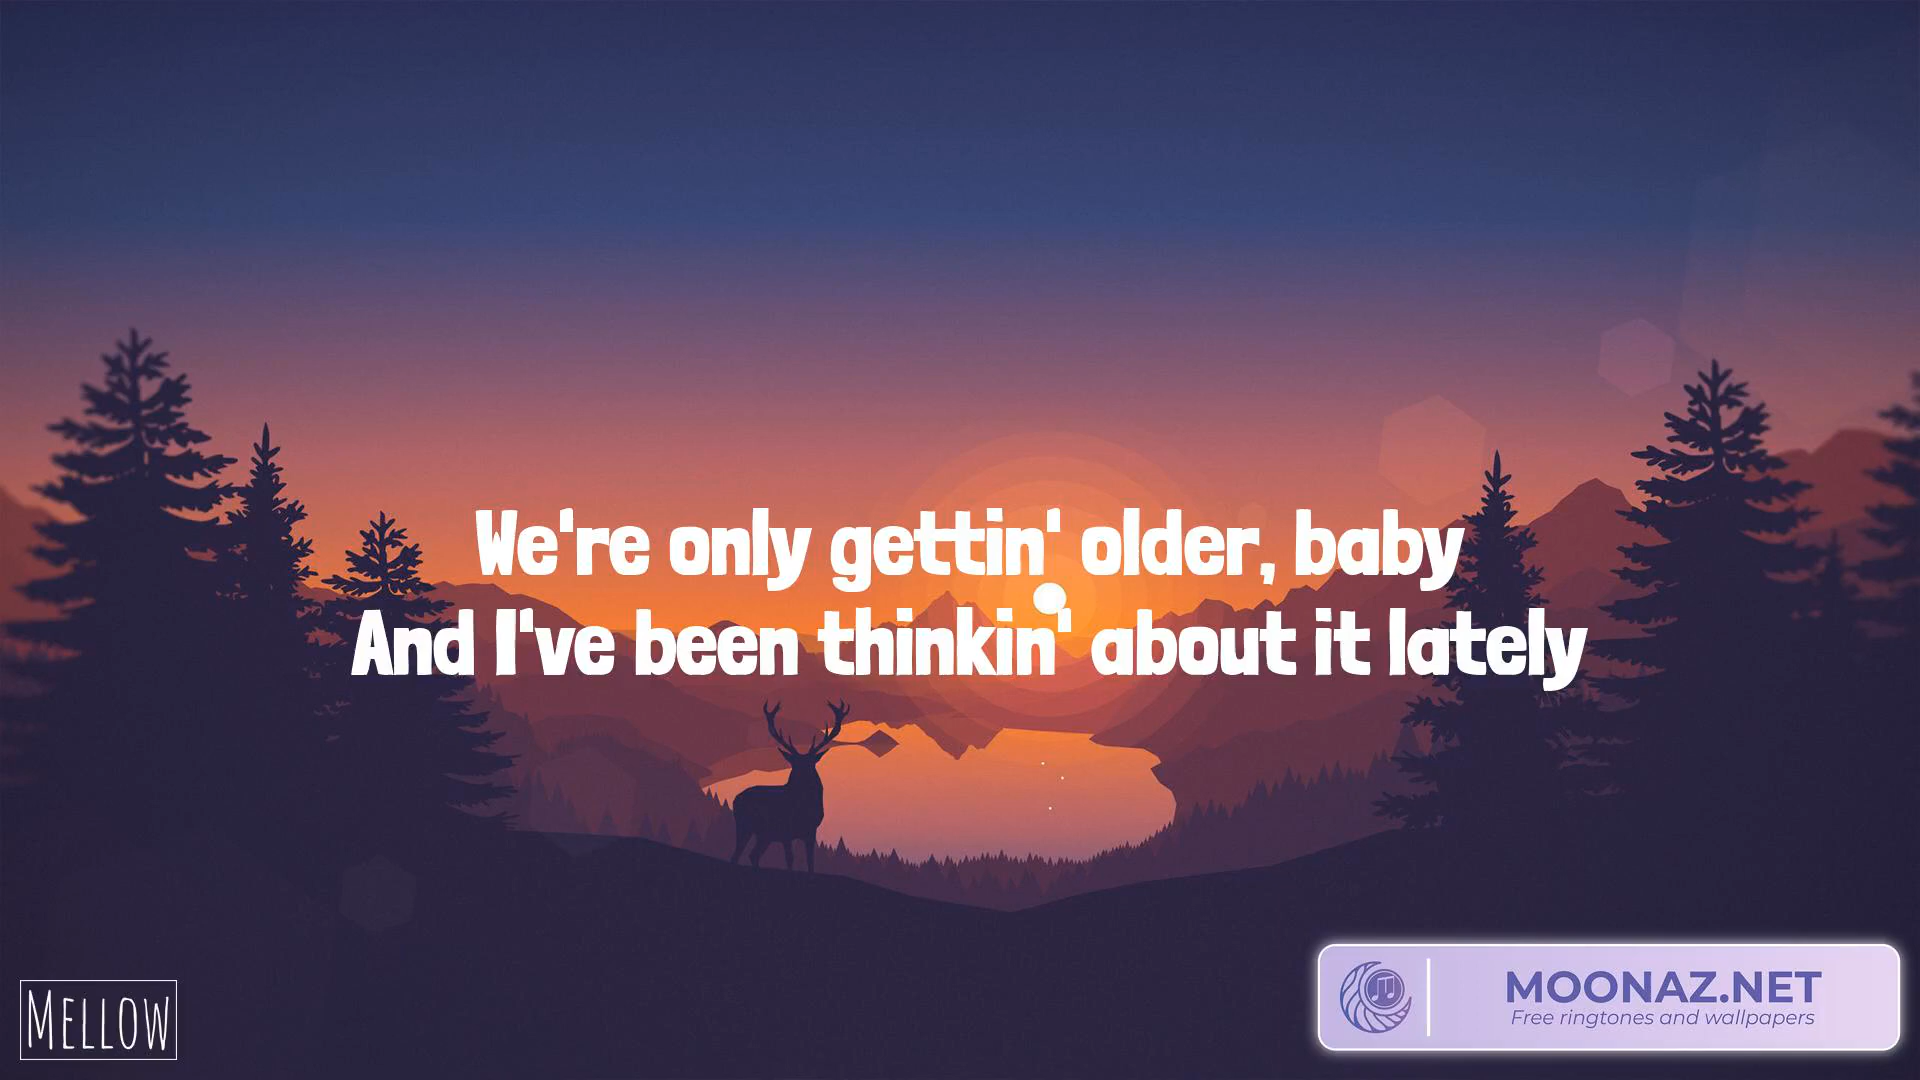 We're only gettin' older, baby
And I've been thinkin' about it lately
MELLOW
MOONAZ.NET
Free ringtones and wallpapers